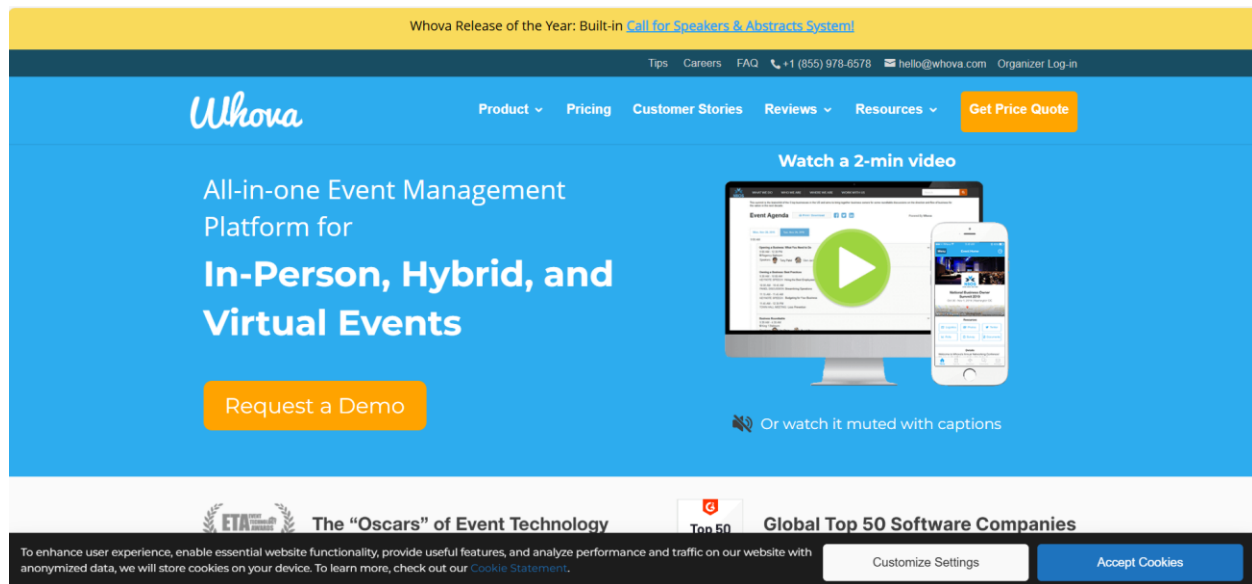 Whova Release of the Year: Built-in Call for Speakers & Abstracts System!
Tips Careers FAQ +1 (855) 978-6578 hello@whova.com Organizer Log-in
Whova
Product Pricing Customer Stories Reviews Resources Get Price Quote
Watch a 2-min video
All-in-one Event Management
Platform for
In-Person, Hybrid, and
Virtual Events
Event Agenda
Request a Demo
Or watch it muted with captions
ETA
The “Oscars” of Event Technology
Top 50
Global Top 50 Software Companies
To enhance user experience, enable essential website functionality, provide useful features, and analyze performance and traffic on our website with
anonymized data, we will store cookies on your device. To learn more, check out our Cookie Statement.
Customize Settings
Accept Cookies